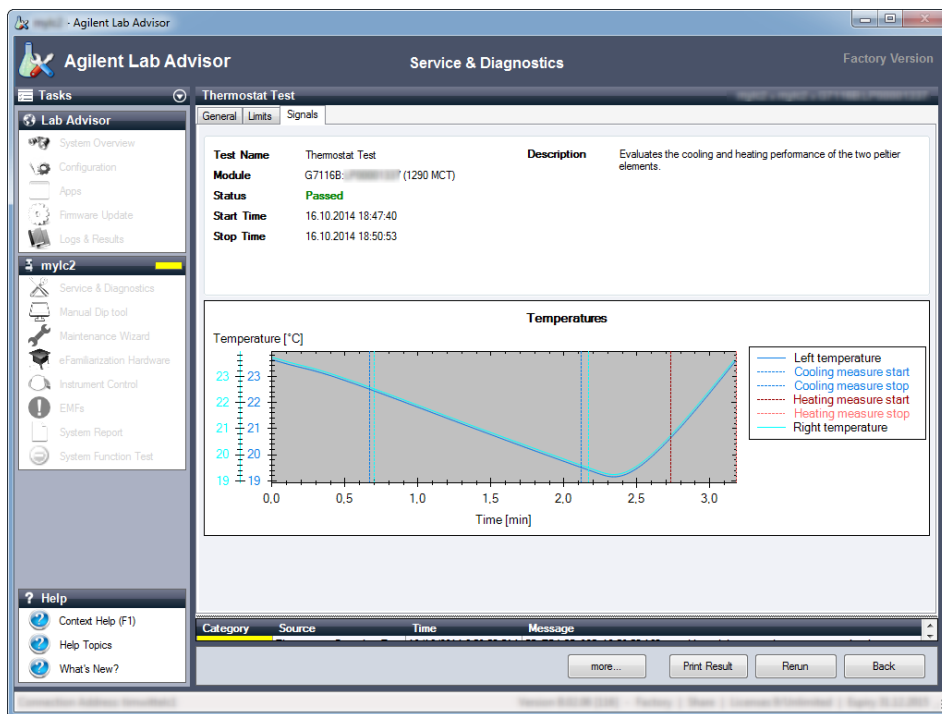 - Agilent Lab Advisor
Agilent Lab Advisor
Service & Diagnostics
Factory Version
Tasks
Lab Advisor
System Overview
Configuration
Apps
Firmware Update
Logs & Results
mylc2
Service & Diagnostics
Manual Dip tool
Maintenance Wizard
eFamiliarization Hardware
Instrument Control
EMFs
System Report
System Function Test
? Help
Context Help (F1)
Help Topics
What's New?
Thermostat Test
General Limits Signals
Test Name Thermostat Test
Description Evaluates the cooling and heating performance of the two peltier
elements.
Module G7116B: (1290 MCT)
Status Passed
Start Time 16.10.2014 18:47:40
Stop Time 16.10.2014 18:50:53
Temperatures
Temperature [°C]
23 23
22 22
21 21
20 20
19 19
0,0 0,5 1,0 1,5 2,0 2,5 3,0
Time [min]
Left temperature
Cooling measure start
Cooling measure stop
Heating measure start
Heating measure stop
Right temperature
Category Source Time Message
more... Print Result Rerun Back